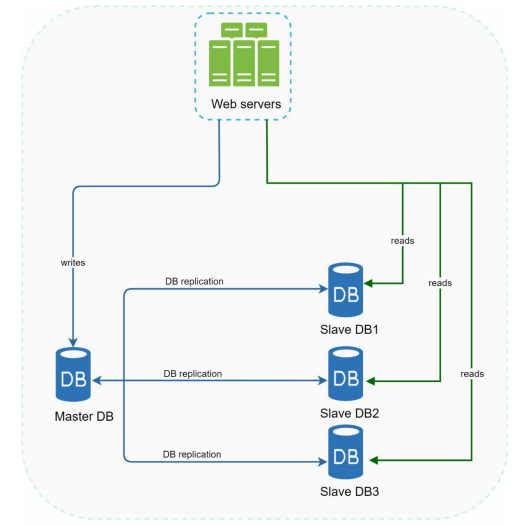 Web servers
writes
reads
reads
reads
DB replication
DB
Slave DB1
DB replication
DB
Master DB
DB
Slave DB2
DB replication
DB
Slave DB3